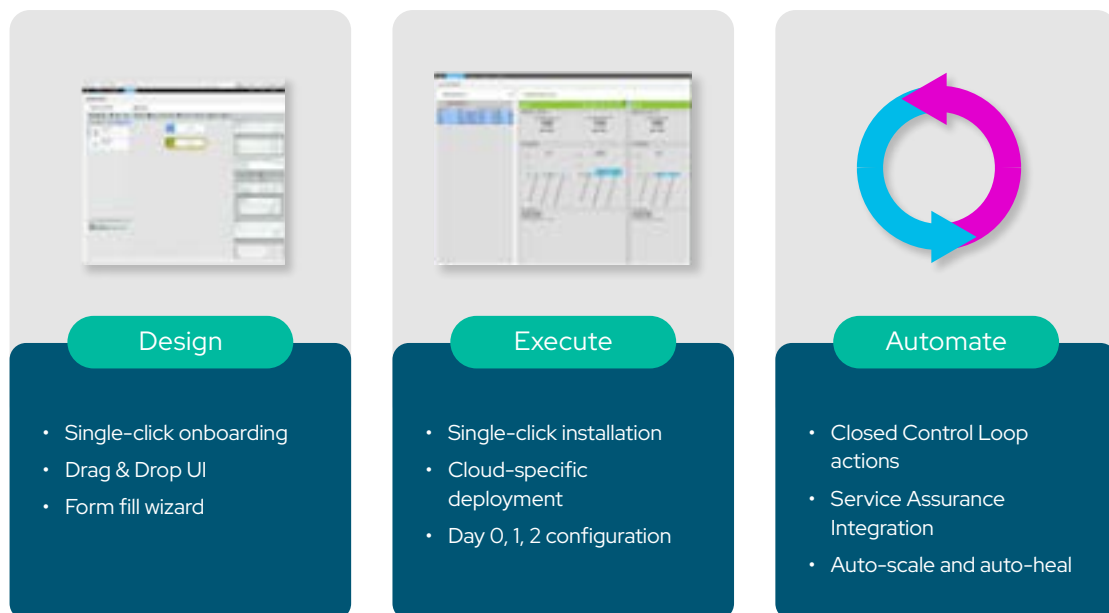 Design
• Single-click onboarding
• Drag & Drop UI
• Form fill wizard
Execute
• Single-click installation
• Cloud-specific
deployment
• Day 0, 1, 2 configuration
Automate
• Closed Control Loop
actions
• Service Assurance
Integration
• Auto-scale and auto-heal